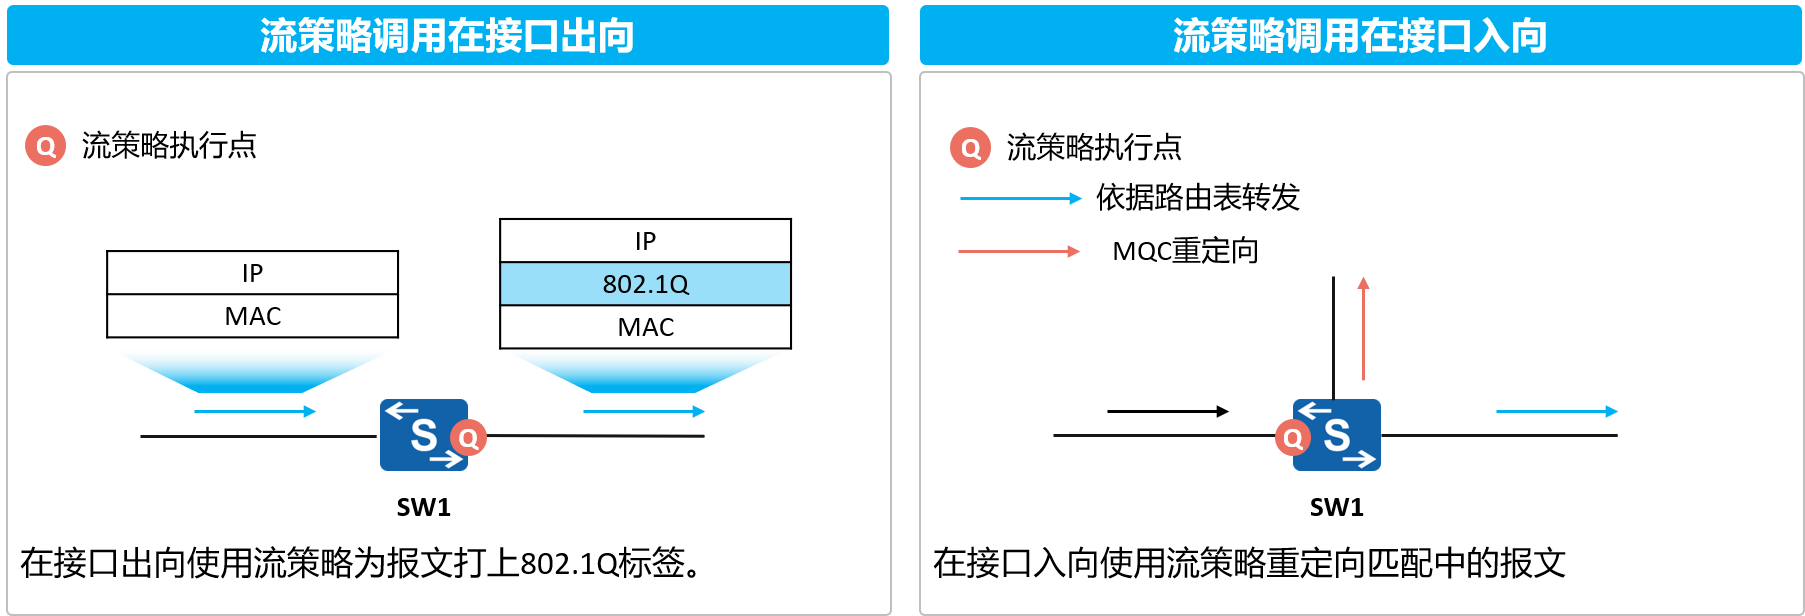 流策略调用在接口出向
Q 流策略执行点
IP
MAC
IP
802.1Q
MAC
S
Q
SW1
在接口出向使用流策略为报文打上802.1Q标签。
流策略调用在接口入向
Q 流策略执行点
依据路由表转发
MQC重定向
Q
S
SW1
在接口入向使用流策略重定向匹配中的报文